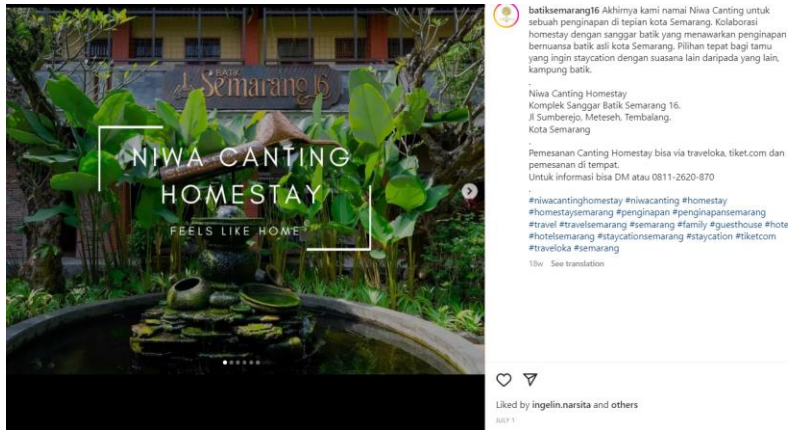 BATIK
Semarang 16
NIWA CANTING
HOMESTAY
FEELS LIKE HOME
batiksemarang16 Akhirnya kami namai Niwa Canting untuk
sebuah penginapan di tepian kota Semarang. Kolaborasi
homestay dengan sanggar batik yang menawarkan penginapan
bernuansa batik asli kota Semarang. Pilihan tepat bagi tamu
yang ingin staycation dengan suasana lain daripada yang lain,
kampung batik.
.
Niwa Canting Homestay
Komplek Sanggar Batik Semarang 16.
Jl Sumberejo, Meteseh, Tembalang.
Kota Semarang
.
Pemesanan Canting Homestay bisa via traveloka, tiket.com dan
pemesanan di tempat.
Untuk informasi bisa DM atau 0811-2620-870
.
#niwacantinghomestay #niwacanting #homestay
#homestaysemarang #penginapan #penginapansemarang
#travel #travelsemarang #semarang #family #guesthouse #hote
#hotelsemarang #staycationsemarang #staycation #tiketcom
#traveloka #semarang
18w See translation
Liked by ingelin.narsita and others
JULY 1